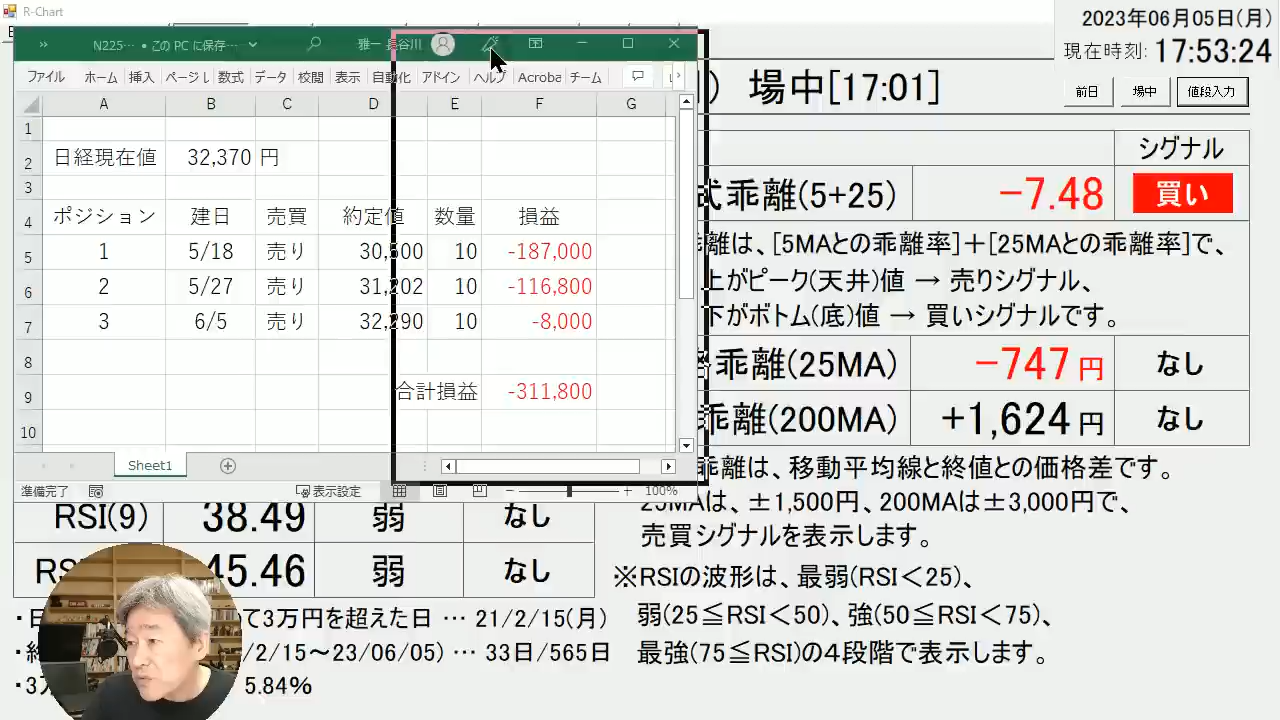 R-Chart
2023年06月05日(月)
現在時刻: 17:53:24
» N225… • この PC に保存… 雅一 長谷川
ファイル ホーム 挿入 ページ 数式 データ 校閲 表示 自動化 アドイン ヘルプ Acroba チーム
) 場中[17:01] 前日 場中 値段入力
A B C D E F G
1
2 日経現在値 32,370 円
3
4 ポジション 建日 売買 約定値 数量 損益
5 1 5/18 売り 30,500 10 -187,000
6 2 5/27 売り 31,202 10 -116,800
7 3 6/5 売り 32,290 10 -8,000
8
9 合計損益 -311,800
10
Sheet1
準備完了 表示設定 100%
シグナル
式乖離(5+25) −7.48 買い
乖離は、[5MAとの乖離率]+[25MAとの乖離率]で、
上がピーク(天井)値 → 売りシグナル、
下がボトム(底)値 → 買いシグナルです。
乖離(25MA) −747 円 なし
乖離(200MA) +1,624 円 なし
乖離は、移動平均線と終値との価格差です。
25MAは、±1,500円、200MAは±3,000円で、
売買シグナルを表示します。
RSI(9) 38.49 弱 なし
RS 45.46 弱 なし
※RSIの波形は、最弱(RSI<25)、
弱(25≦RSI<50)、強(50≦RSI<75)、
最強(75≦RSI)の4段階で表示します。
・日 て3万円を超えた日 … 21/2/15(月)
・終 /2/15~23/06/05) … 33日/565日
・3万 5.84%